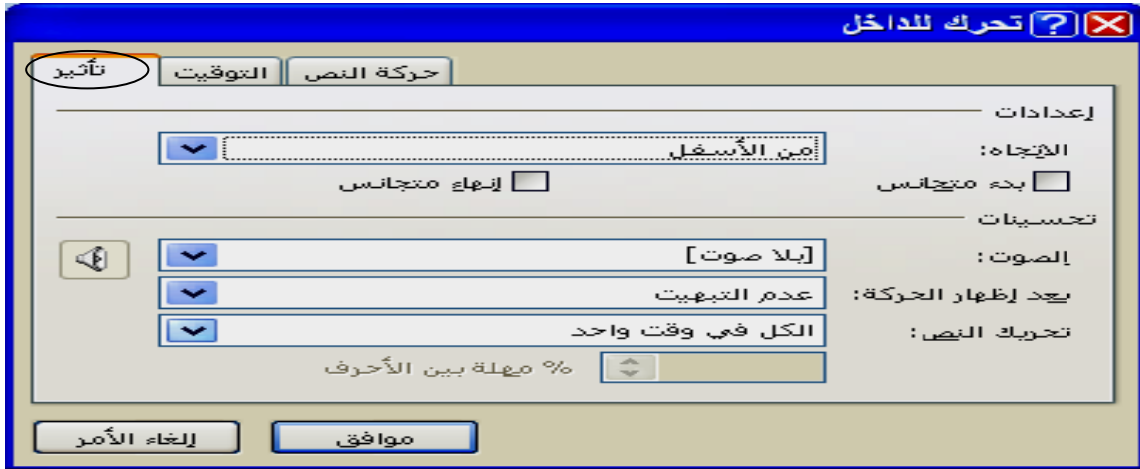 تحرك للداخل
تأثير التوقيت حركة النص
إعدادات
الاتجاه: من الأسفل
بدء متجانس إنهاء متجانس
تحسينات
الصوت: [بلا صوت]
بعد إظهار الحركة: عدم التبهيت
تحريك النص: الكل في وقت واحد
% مهلة بين الأحرف
موافق إلغاء الأمر